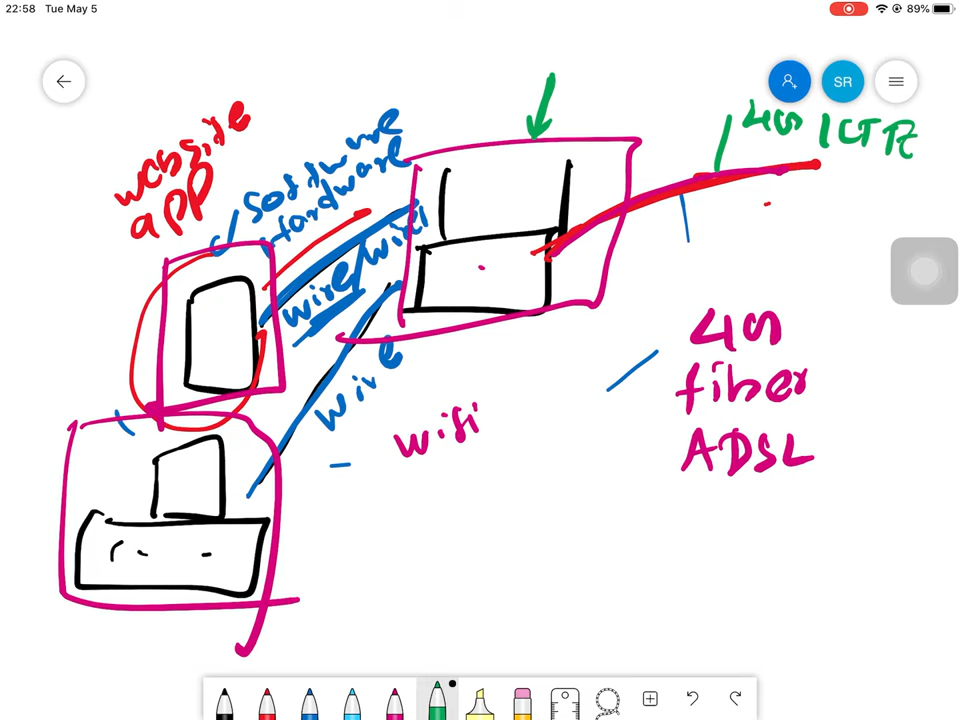 22:58 Tue May 5
89%
SR
website
app
software
Hardware
wire/wifi
wire
wifi
4G
fiber
ADSL
4G